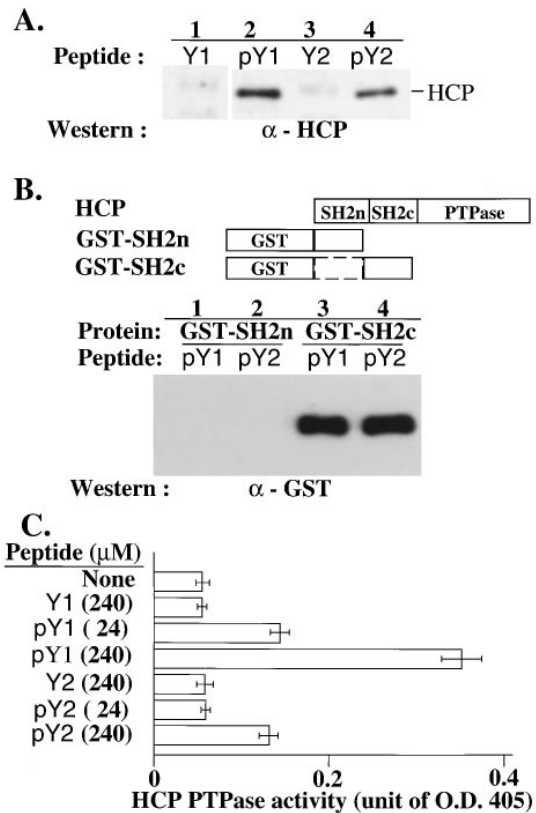 A.
1 2 3 4
Peptide : Y1 pY1 Y2 pY2
HCP
Western : α - HCP
B.
HCP SH2n SH2c PTPase
GST-SH2n GST
GST-SH2c GST
1 2 3 4
Protein: GST-SH2n GST-SH2c
Peptide: pY1 pY2 pY1 pY2
Western : α - GST
C.
Peptide (μM)
None
Y1 (240)
pY1 ( 24)
pY1 (240)
Y2 (240)
pY2 ( 24)
pY2 (240)
0 0.2 0.4
HCP PTPase activity (unit of O.D. 405)